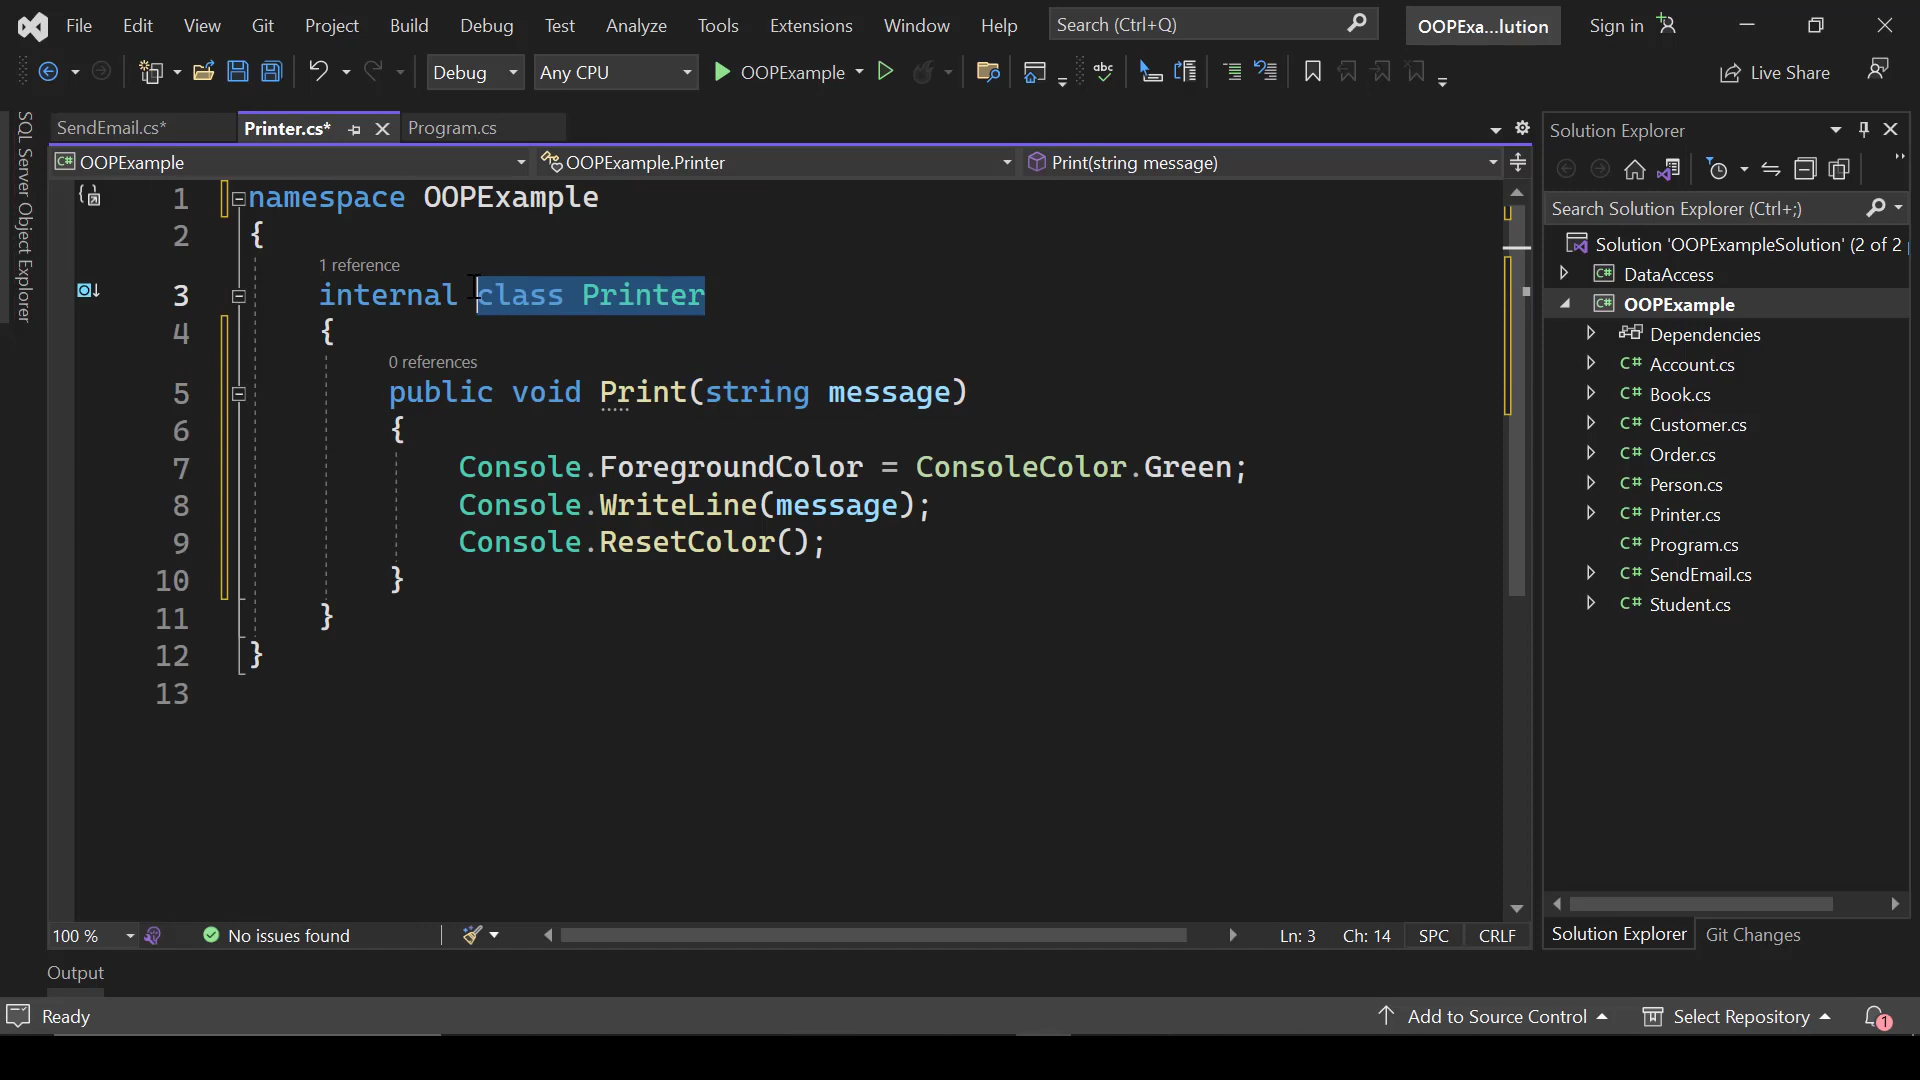 File Edit View Git Project Build Debug Test Analyze Tools Extensions Window Help Search (Ctrl+Q) OOPExa...lution Sign in
Debug Any CPU OOPExample abc Live Share
SQL Server Object Explorer
SendEmail.cs* Printer.cs* Program.cs
C# OOPExample OOPExample.Printer Print(string message)
1 namespace OOPExample
2 {
1 reference
3 internal class Printer
4 {
0 references
5 public void Print(string message)
6 {
7 Console.ForegroundColor = ConsoleColor.Green;
8 Console.WriteLine(message);
9 Console.ResetColor();
10 }
11 }
12 }
13
100 % No issues found Ln: 3 Ch: 14 SPC CRLF
Solution Explorer
Search Solution Explorer (Ctrl+;)
Solution 'OOPExampleSolution' (2 of 2
C# DataAccess
C# OOPExample
Dependencies
C# Account.cs
C# Book.cs
C# Customer.cs
C# Order.cs
C# Person.cs
C# Printer.cs
C# Program.cs
C# SendEmail.cs
C# Student.cs
Solution Explorer Git Changes
Output
Ready Add to Source Control Select Repository 1